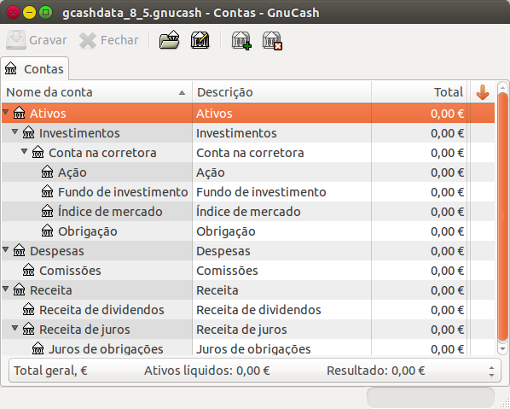 gcashdata_8_5.gnucash - Contas - GnuCash
Gravar Fechar
Contas
Nome da conta Descrição Total
Ativos Ativos 0,00 €
Investimentos Investimentos 0,00 €
Conta na corretora Conta na corretora 0,00 €
Ação Ação 0,00 €
Fundo de investimento Fundo de investimento 0,00 €
Índice de mercado Índice de mercado 0,00 €
Obrigação Obrigação 0,00 €
Despesas Despesas 0,00 €
Comissões Comissões 0,00 €
Receita Receita 0,00 €
Receita de dividendos Receita de dividendos 0,00 €
Receita de juros Receita de juros 0,00 €
Juros de obrigações Juros de obrigações 0,00 €
Total geral, € Ativos líquidos: 0,00 € Resultado: 0,00 €